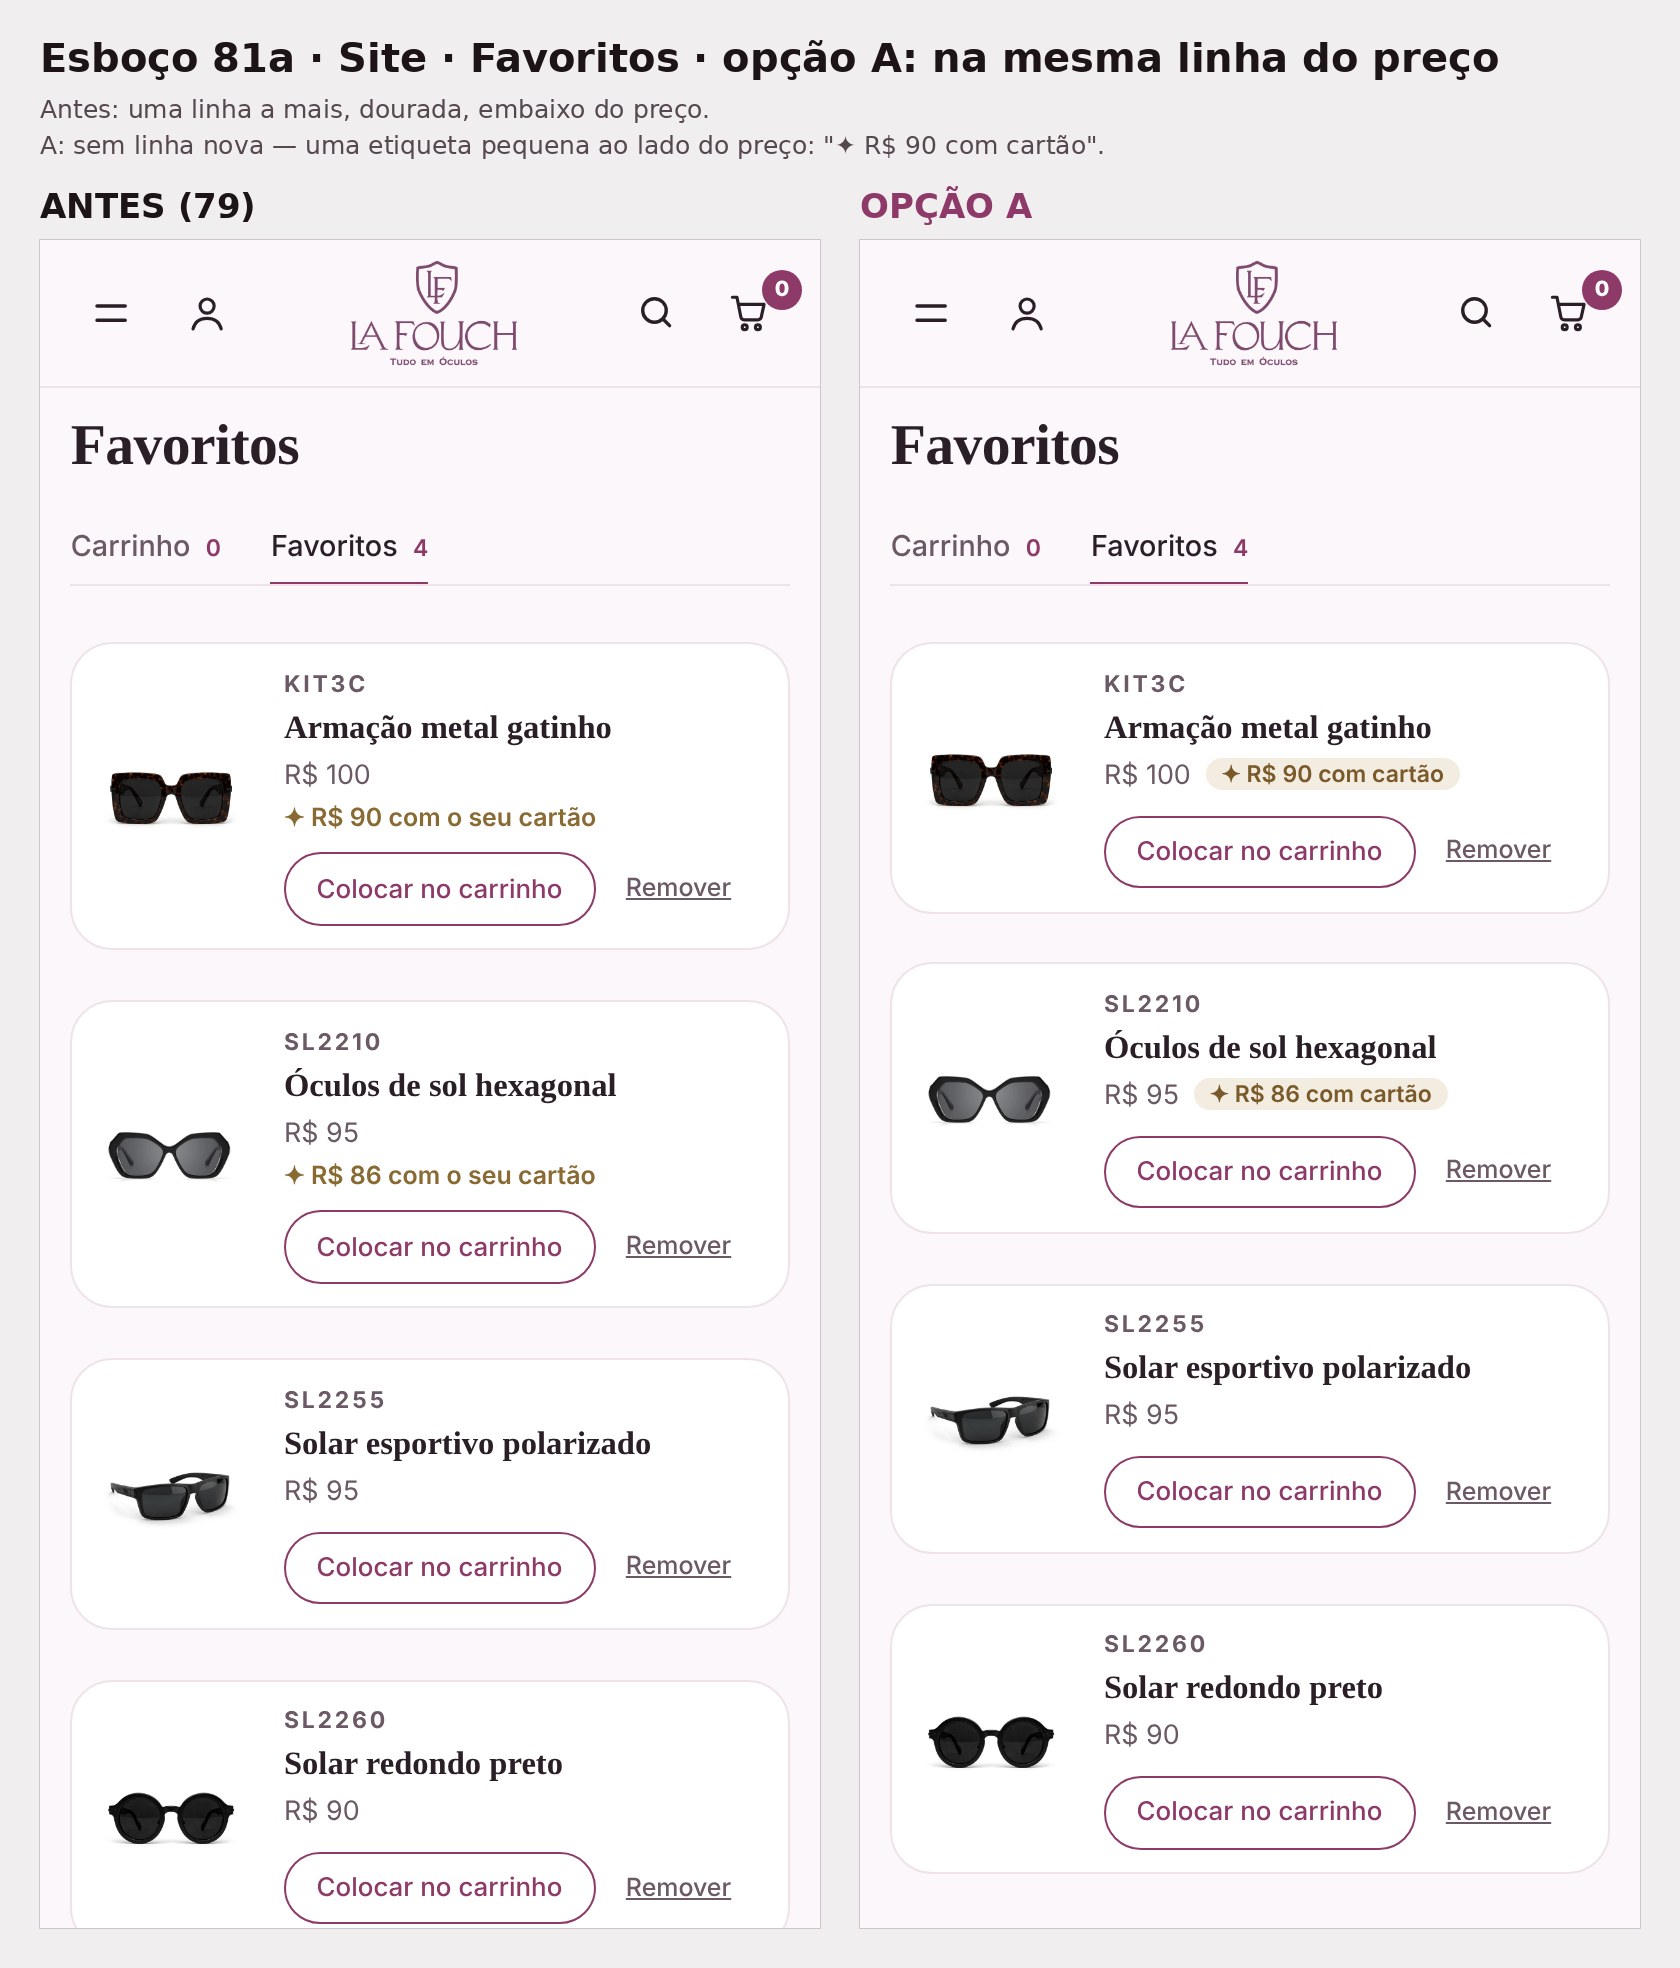 Esboço 81a · Site · Favoritos · opção A: na mesma linha do preço
Antes: uma linha a mais, dourada, embaixo do preço.
A: sem linha nova — uma etiqueta pequena ao lado do preço: "✦ R$ 90 com cartão".
ANTES (79)
LF
LA FOUCH
TUDO EM ÓCULOS
0
Favoritos
Carrinho 0 Favoritos 4
KIT3C
Armação metal gatinho
R$ 100
✦ R$ 90 com o seu cartão
Colocar no carrinho Remover
SL2210
Óculos de sol hexagonal
R$ 95
✦ R$ 86 com o seu cartão
Colocar no carrinho Remover
SL2255
Solar esportivo polarizado
R$ 95
Colocar no carrinho Remover
SL2260
Solar redondo preto
R$ 90
Colocar no carrinho Remover
OPÇÃO A
LF
LA FOUCH
TUDO EM ÓCULOS
0
Favoritos
Carrinho 0 Favoritos 4
KIT3C
Armação metal gatinho
R$ 100 ✦ R$ 90 com cartão
Colocar no carrinho Remover
SL2210
Óculos de sol hexagonal
R$ 95 ✦ R$ 86 com cartão
Colocar no carrinho Remover
SL2255
Solar esportivo polarizado
R$ 95
Colocar no carrinho Remover
SL2260
Solar redondo preto
R$ 90
Colocar no carrinho Remover